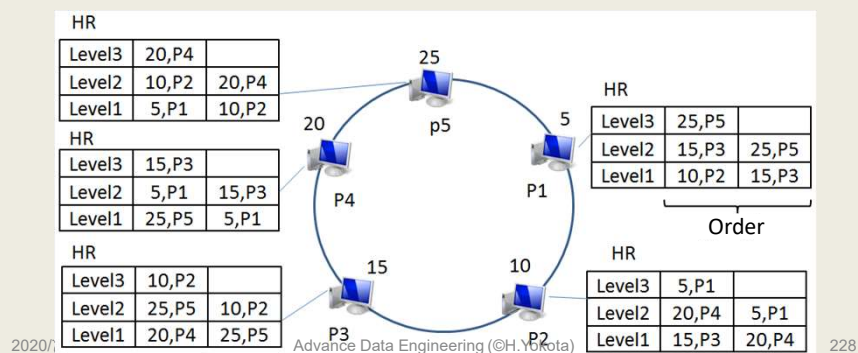 HR
Level3 20,P4
Level2 10,P2 20,P4
Level1 5,P1 10,P2
25
p5
HR
Level3 15,P3
Level2 5,P1 15,P3
Level1 25,P5 5,P1
20
P4
5
P1
HR
Level3 25,P5
Level2 15,P3 25,P5
Level1 10,P2 15,P3
Order
HR
Level3 10,P2
Level2 25,P5 10,P2
Level1 20,P4 25,P5
15
P3
10
P2
HR
Level3 5,P1
Level2 20,P4 5,P1
Level1 15,P3 20,P4
Advance Data Engineering (©H.Yokota)
228